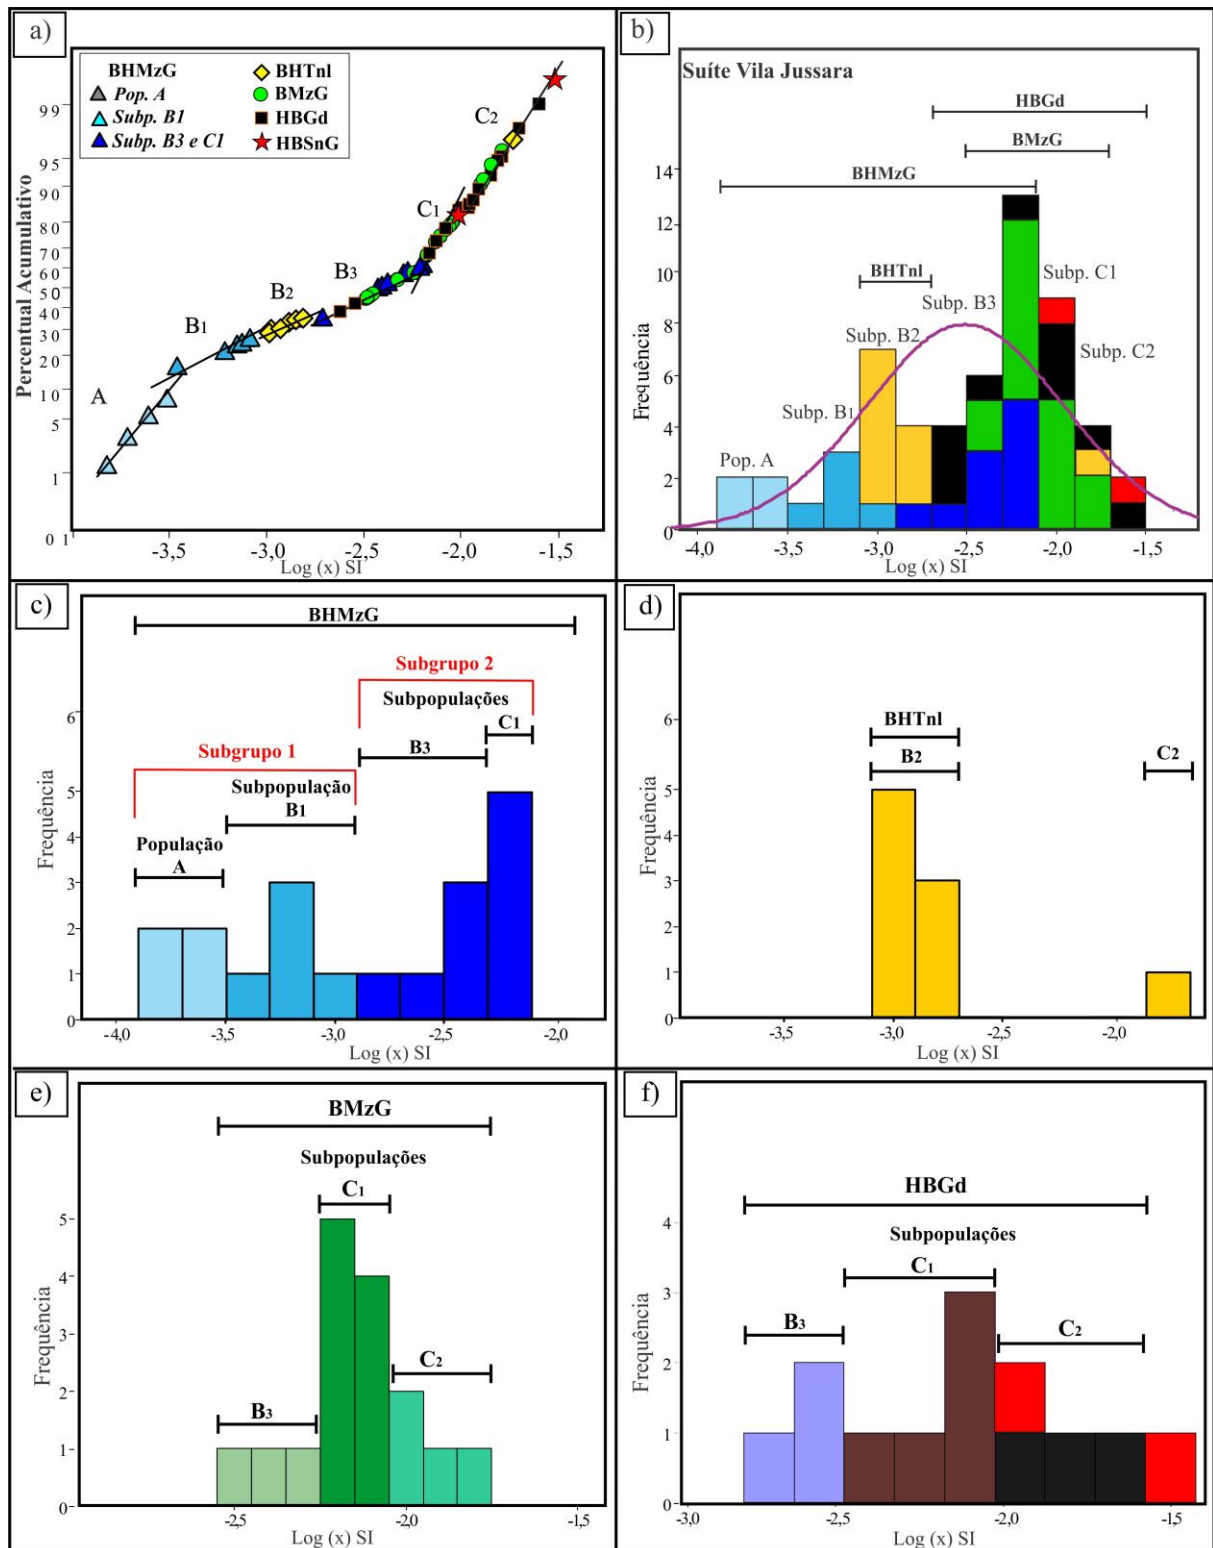 a)
BHMzG
Pop. A
Subp. B1
Subp. B3 e C1
BHTnl
BMzG
HBGd
HBSnG
Percentual Acumulativo
99
95
90
80
70
60
50
40
30
20
10
5
1
0 1
A
B1
B2
B3
C1
C2
-3,5
-3,0
-2,5
-2,0
-1,5
Log (x) SI
b)
Suíte Vila Jussara
HBGd
BMzG
BHMzG
BHTnl
Subp. C1
Subp. B3
Subp. B2
Subp. C2
Subp. B1
Pop. A
Frequência
14
12
10
8
6
4
2
0
-4,0
-3,5
-3,0
-2,5
-2,0
-1,5
Log (x) SI
c)
BHMzG
Subgrupo 2
Subpopulações
C1
B3
Subgrupo 1
Subpopulação
B1
População
A
Frequência
6
5
4
3
2
1
0
-4,0
-3,5
-3,0
-2,5
-2,0
Log (x) SI
d)
BHTnl
B2
C2
Frequência
6
5
4
3
2
1
0
-3,5
-3,0
-2,5
-2,0
Log (x) SI
e)
BMzG
Subpopulações
C1
C2
B3
Frequência
5
4
3
2
1
0
-2,5
-2,0
-1,5
Log (x) SI
f)
HBGd
Subpopulações
C1
B3
C2
Frequência
4
3
2
1
0
-3,0
-2,5
-2,0
-1,5
Log (x) SI